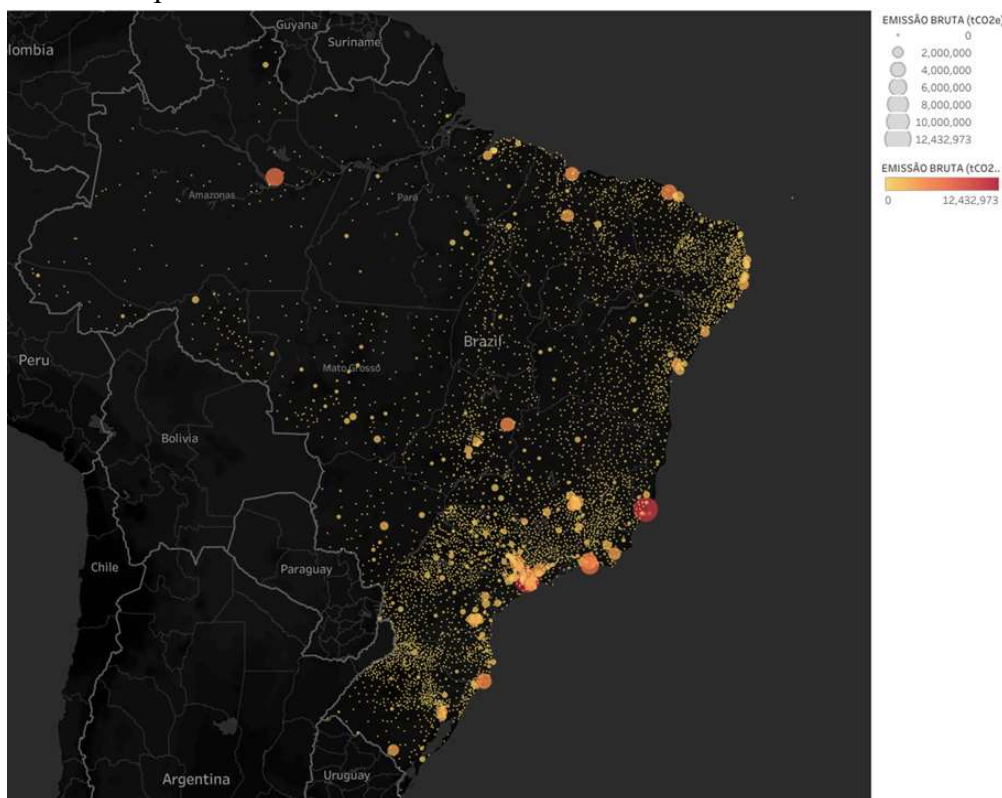 Guyana
Suriname
lombia
Amazonas
Pará
Brazil
Peru
Mato Grosso
Bolivia
Chile
Paraguay
Argentina
Uruguay
EMISSÃO BRUTA (tCO2e)
0
2,000,000
4,000,000
6,000,000
8,000,000
10,000,000
12,432,973
EMISSÃO BRUTA (tCO2..
0 12,432,973